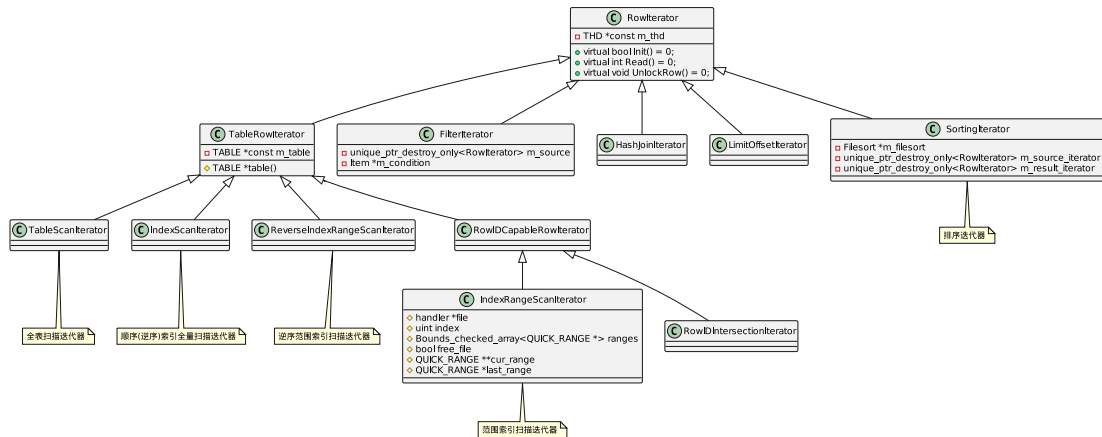 C RowIterator
THD *const m_thd
virtual bool Init() = 0;
virtual int Read() = 0;
virtual void UnlockRow() = 0;
C TableRowIterator
TABLE *const m_table
TABLE *table()
C FilterIterator
unique_ptr_destroy_only<RowIterator> m_source
Item *m_condition
C HashJoinIterator
C LimitOffsetIterator
C SortingIterator
Filesort *m_filesort
unique_ptr_destroy_only<RowIterator> m_source_iterator
unique_ptr_destroy_only<RowIterator> m_result_iterator
C TableScanIterator
C IndexScanIterator
C ReverseIndexRangeScanIterator
C RowIDCapableRowIterator
排序迭代器
全表扫描迭代器
顺序(逆序)索引全量扫描迭代器
逆序范围索引扫描迭代器
C IndexRangeScanIterator
handler *file
uint index
Bounds_checked_array<QUICK_RANGE *> ranges
bool free_file
QUICK_RANGE **cur_range
QUICK_RANGE *last_range
C RowIDIntersectionIterator
范围索引扫描迭代器